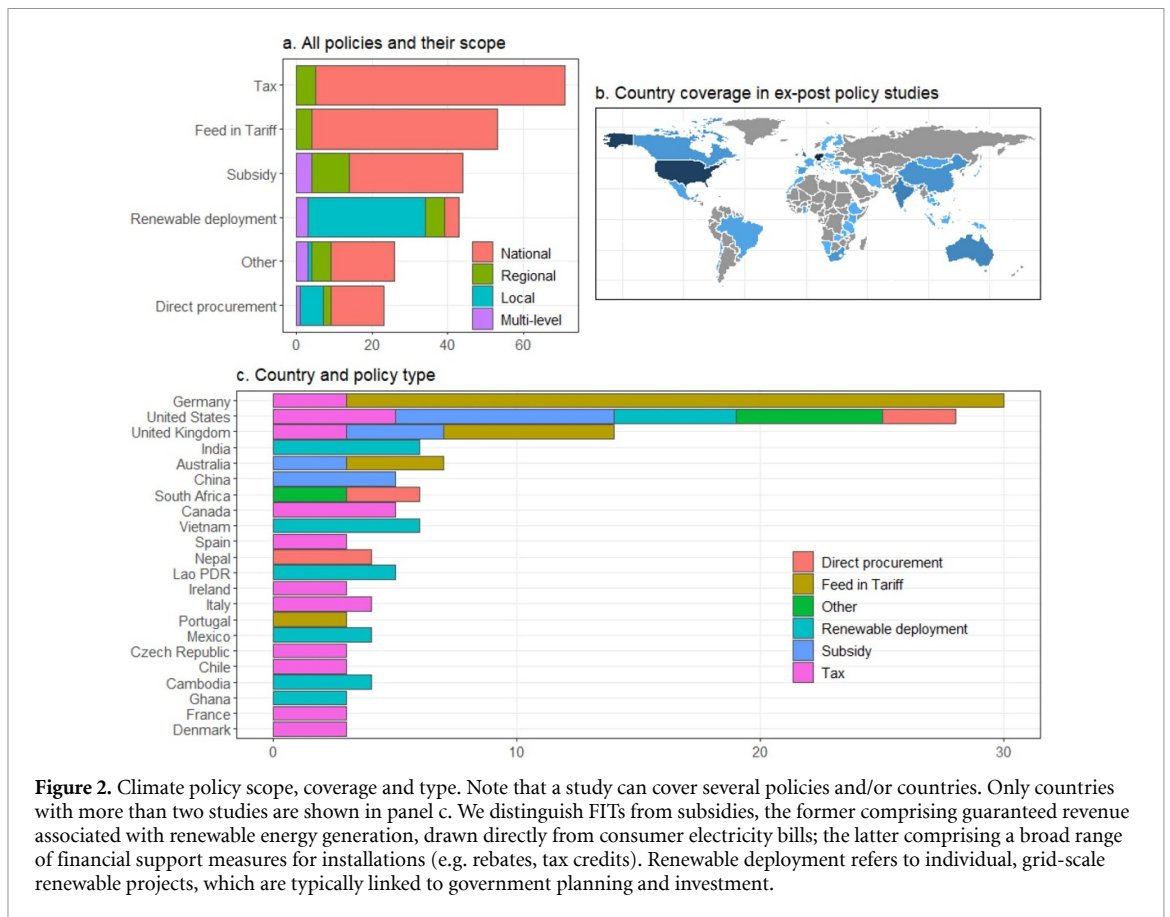 a. All policies and their scope
Tax
Feed in Tariff
Subsidy
Renewable deployment
Other
Direct procurement
National
Regional
Local
Multi-level
0 20 40 60
b. Country coverage in ex-post policy studies
c. Country and policy type
Germany
United States
United Kingdom
India
Australia
China
South Africa
Canada
Vietnam
Spain
Nepal
Lao PDR
Ireland
Italy
Portugal
Mexico
Czech Republic
Chile
Cambodia
Ghana
France
Denmark
Direct procurement
Feed in Tariff
Other
Renewable deployment
Subsidy
Tax
0 10 20 30
Figure 2. Climate policy scope, coverage and type. Note that a study can cover several policies and/or countries. Only countries
with more than two studies are shown in panel c. We distinguish FITs from subsidies, the former comprising guaranteed revenue
associated with renewable energy generation, drawn directly from consumer electricity bills; the latter comprising a broad range
of financial support measures for installations (e.g. rebates, tax credits). Renewable deployment refers to individual, grid-scale
renewable projects, which are typically linked to government planning and investment.